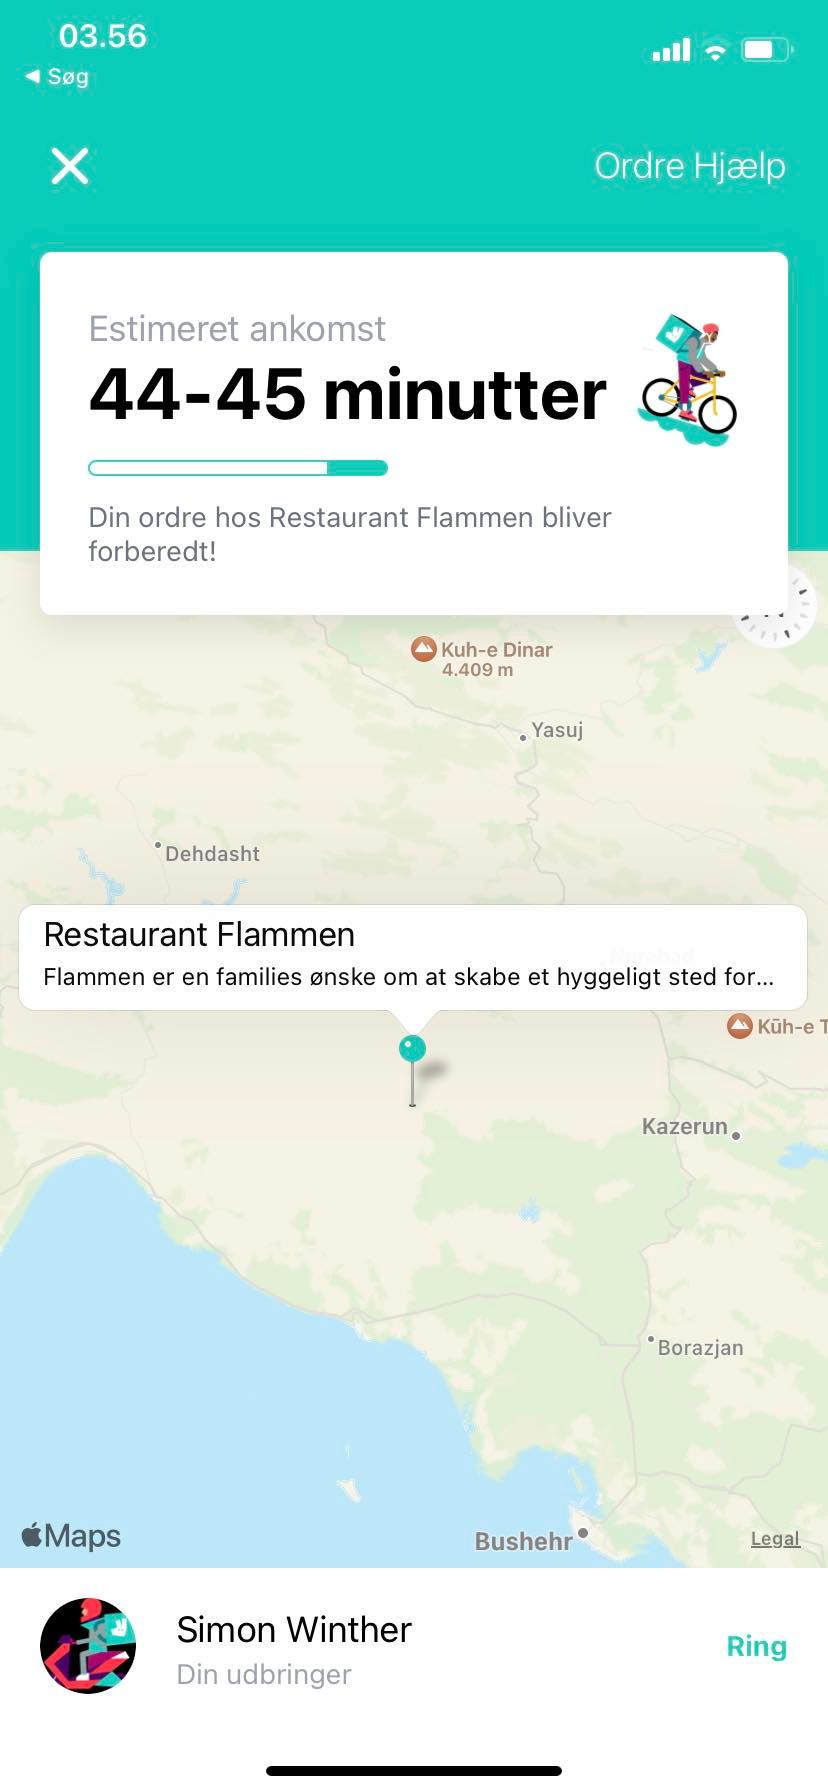 03.56
Søg
Ordre Hjælp
Estimeret ankomst
44-45 minutter
Din ordre hos Restaurant Flammen bliver
forberedt!
Kuh-e Dinar
4.409 m
Yasuj
Dehdasht
Restaurant Flammen
Flammen er en families ønske om at skabe et hyggeligt sted for...
Kūh-e T
Kazerun
Borazjan
Maps
Bushehr
Legal
Simon Winther
Din udbringer
Ring